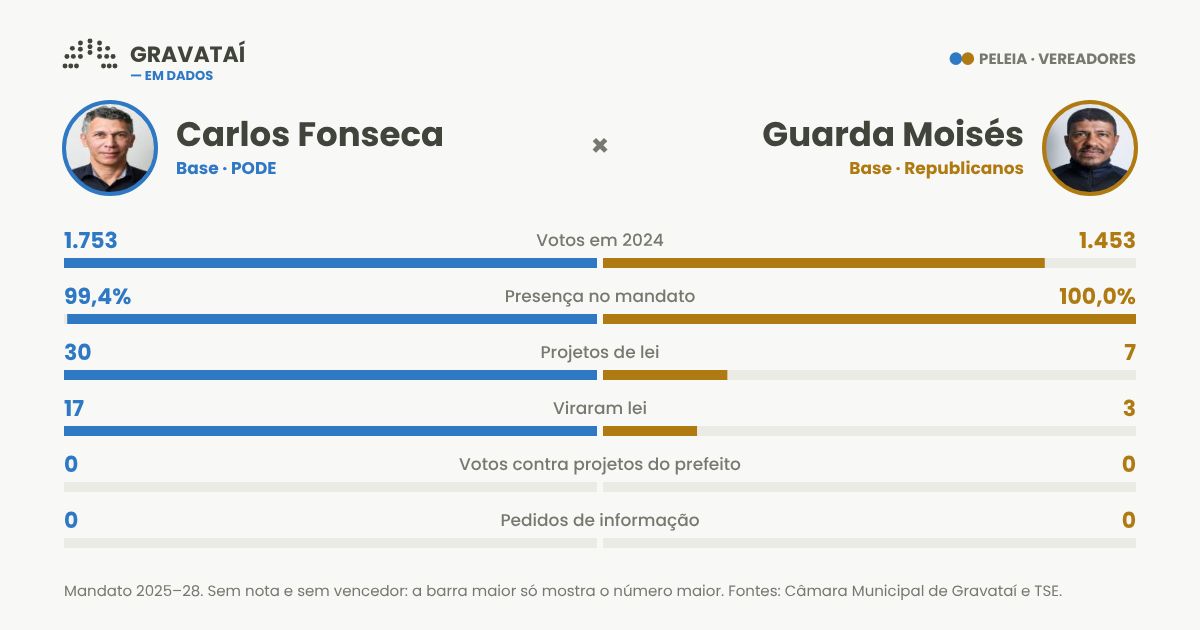 GRAVATAÍ
— EM DADOS
PELEIA · VEREADORES
Carlos Fonseca
Base · PODE
×
Guarda Moisés
Base · Republicanos
1.753 Votos em 2024 1.453
99,4% Presença no mandato 100,0%
30 Projetos de lei 7
17 Viraram lei 3
0 Votos contra projetos do prefeito 0
0 Pedidos de informação 0
Mandato 2025–28. Sem nota e sem vencedor: a barra maior só mostra o número maior. Fontes: Câmara Municipal de Gravataí e TSE.